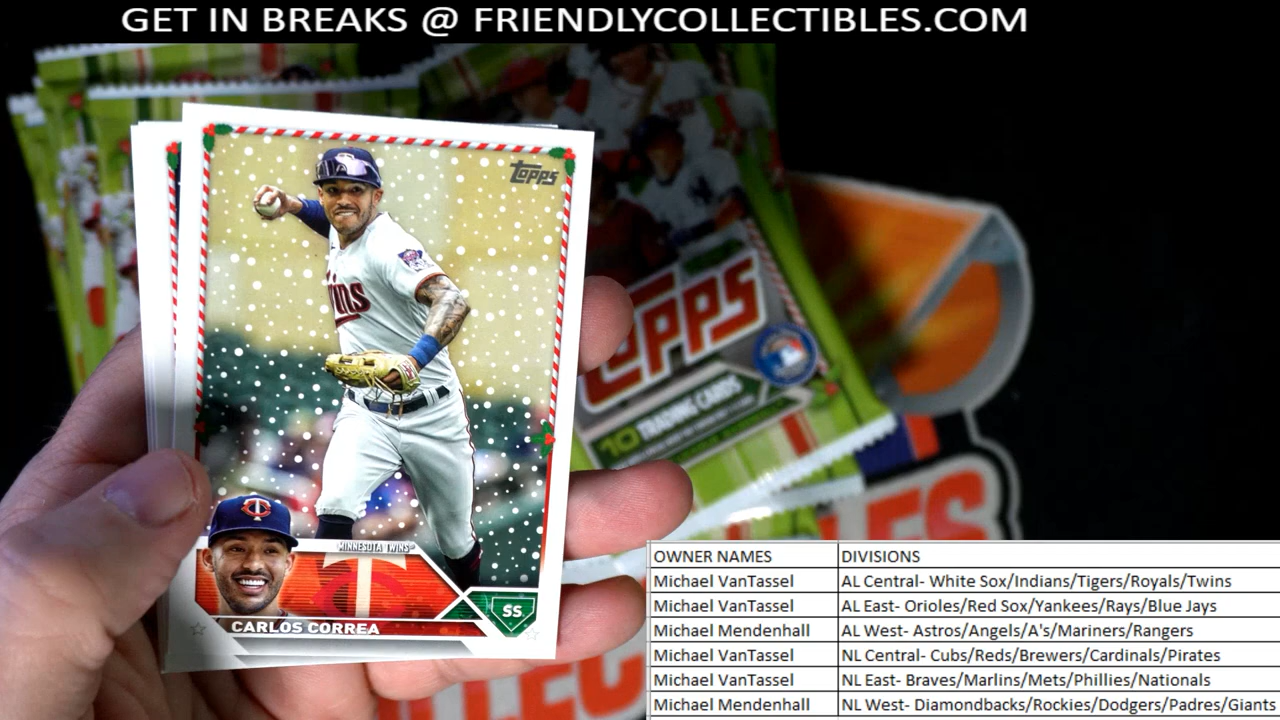 GET IN BREAKS @ FRIENDLYCOLLECTIBLES.COM
Topps
Twins
MINNESOTA TWINS®
CARLOS CORREA
SS
TOPPS
10 TRADING CARDS
OWNER NAMES DIVISIONS
Michael VanTassel AL Central- White Sox/Indians/Tigers/Royals/Twins
Michael VanTassel AL East- Orioles/Red Sox/Yankees/Rays/Blue Jays
Michael Mendenhall AL West- Astros/Angels/A's/Mariners/Rangers
Michael VanTassel NL Central- Cubs/Reds/Brewers/Cardinals/Pirates
Michael VanTassel NL East- Braves/Marlins/Mets/Phillies/Nationals
Michael Mendenhall NL West- Diamondbacks/Rockies/Dodgers/Padres/Giants